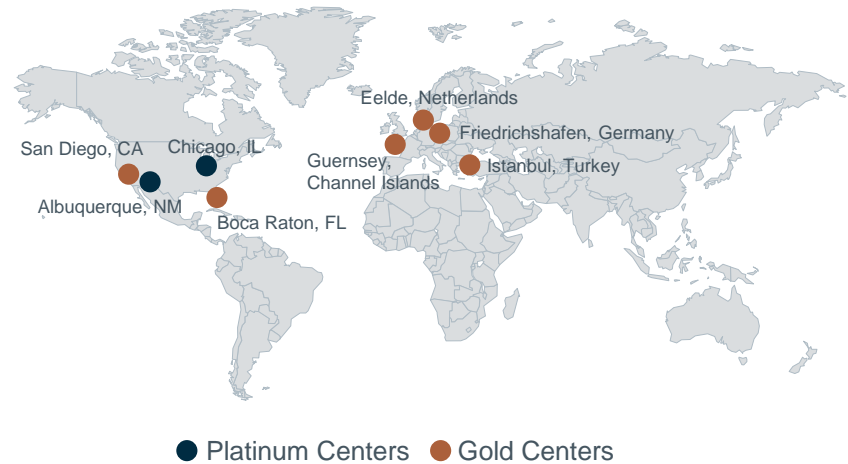 Eelde, Netherlands
Friedrichshafen, Germany
San Diego, CA
Chicago, IL
Guernsey,
Channel Islands
Istanbul, Turkey
Albuquerque, NM
Boca Raton, FL
Platinum Centers
Gold Centers